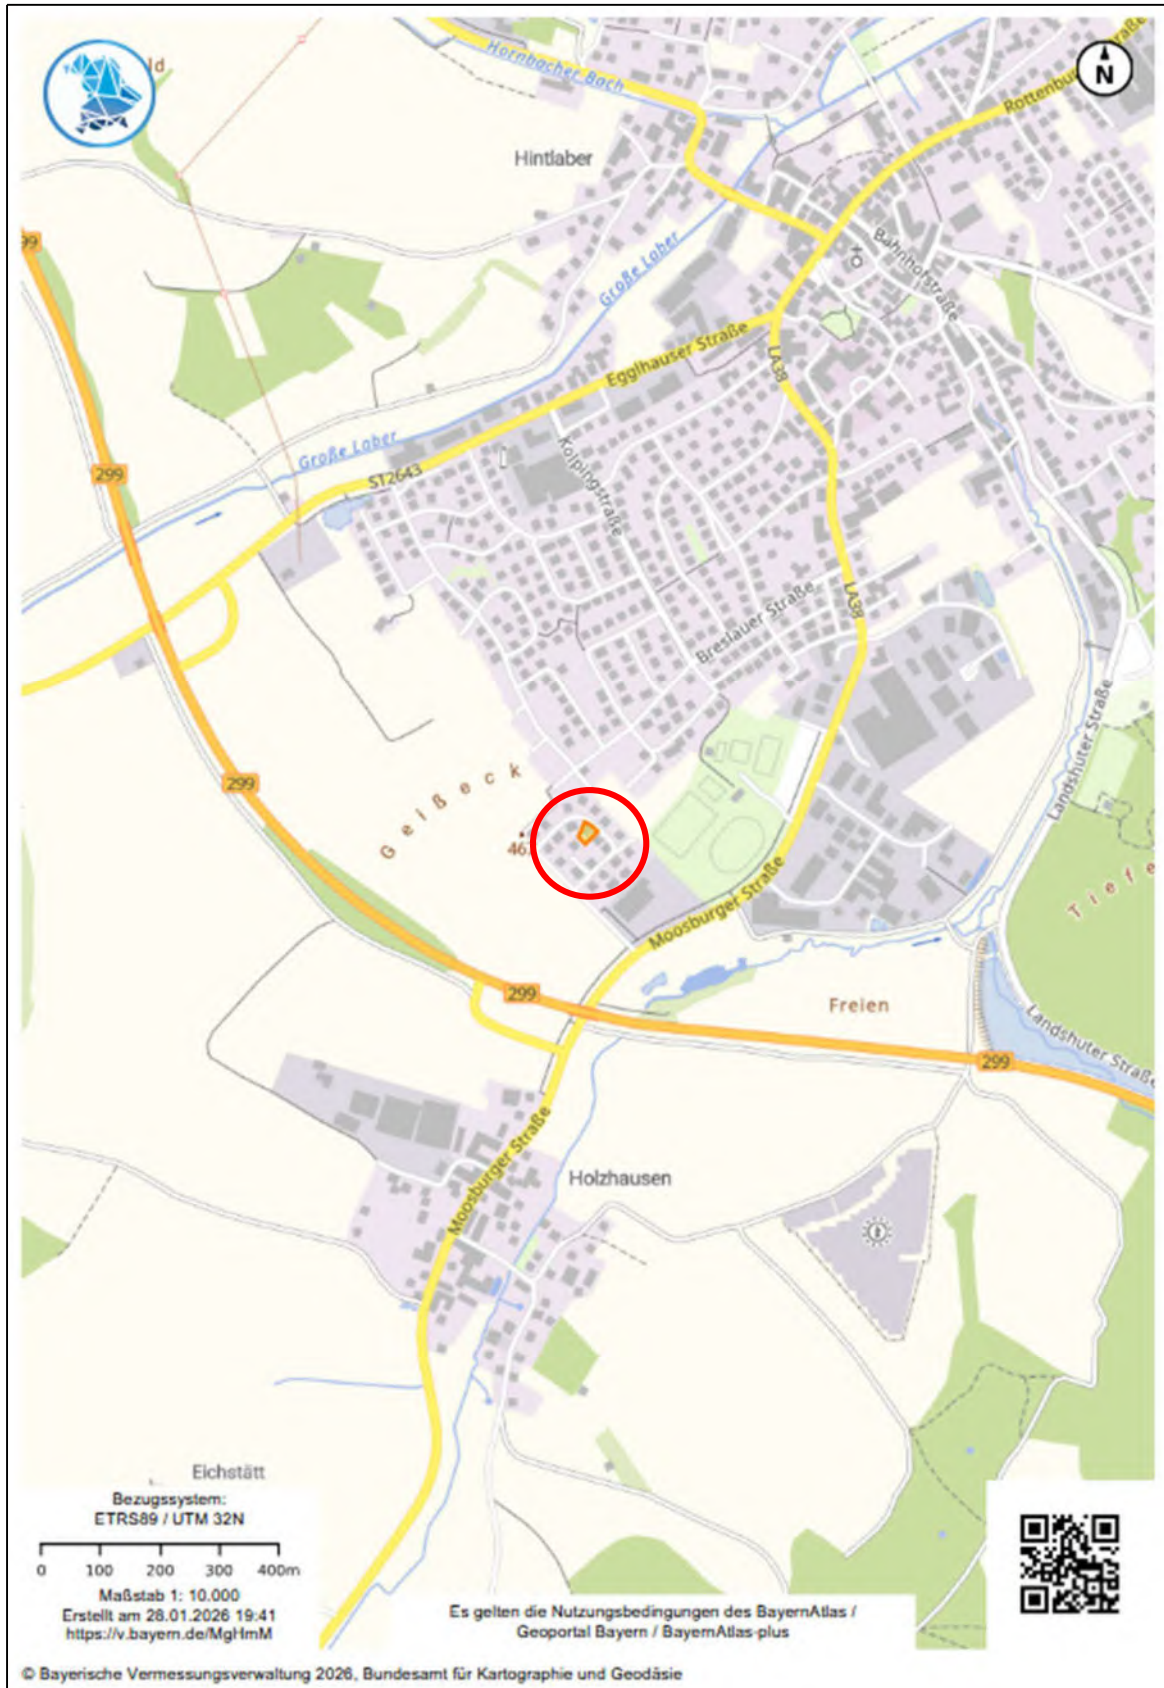 ld
N
Hornbacher Bach
Hintlaber
Bahnhofstraße
99
Große Laber
Egglhauser Straße
LA38
Große Laber
299
ST2643
Kolpingstraße
LA38
Breslauer Straße
Landshuter Straße
299
Geißeck
Moosburger Straße
Tiefe
299
Freien
Landshuter Straße
299
Moosburger Straße
Holzhausen
Eichstätt
Bezugssystem:
ETRS89 / UTM 32N
0 100 200 300 400m
Maßstab 1: 10.000
Erstellt am 28.01.2026 19:41
https://v.bayern.de/MgHmM
Es gelten die Nutzungsbedingungen des BayernAtlas /
Geoportal Bayern / BayernAtlas-plus
© Bayerische Vermessungsverwaltung 2026, Bundesamt für Kartographie und Geodäsie